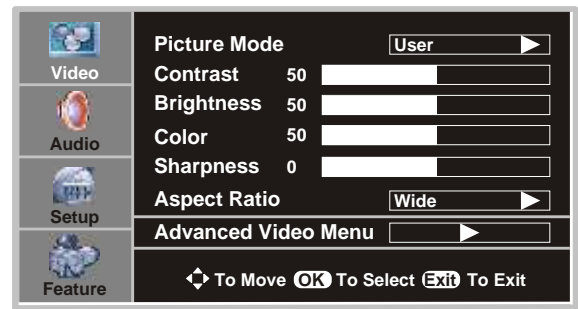 Video
Audio
Setup
Feature
Picture Mode User
Contrast 50
Brightness 50
Color 50
Sharpness 0
Aspect Ratio Wide
Advanced Video Menu
To Move OK To Select Exit To Exit